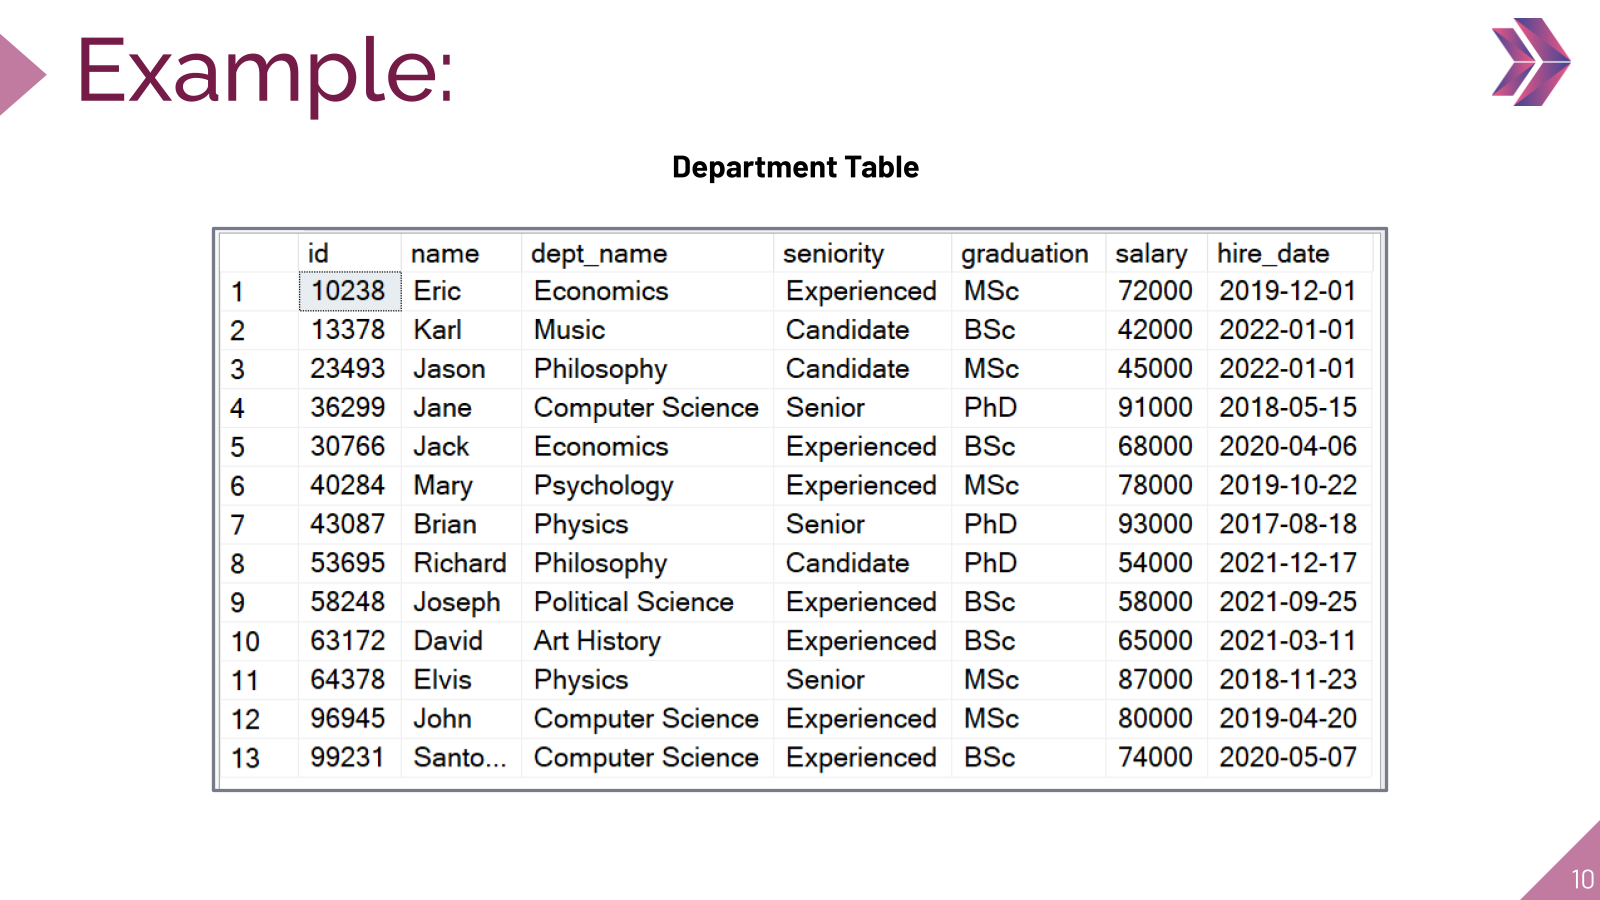 Example:
Department Table
id name dept_name seniority graduation salary hire_date
1 10238 Eric Economics Experienced MSc 72000 2019-12-01
2 13378 Karl Music Candidate BSc 42000 2022-01-01
3 23493 Jason Philosophy Candidate MSc 45000 2022-01-01
4 36299 Jane Computer Science Senior PhD 91000 2018-05-15
5 30766 Jack Economics Experienced BSc 68000 2020-04-06
6 40284 Mary Psychology Experienced MSc 78000 2019-10-22
7 43087 Brian Physics Senior PhD 93000 2017-08-18
8 53695 Richard Philosophy Candidate PhD 54000 2021-12-17
9 58248 Joseph Political Science Experienced BSc 58000 2021-09-25
10 63172 David Art History Experienced BSc 65000 2021-03-11
11 64378 Elvis Physics Senior MSc 87000 2018-11-23
12 96945 John Computer Science Experienced MSc 80000 2019-04-20
13 99231 Santo... Computer Science Experienced BSc 74000 2020-05-07
10